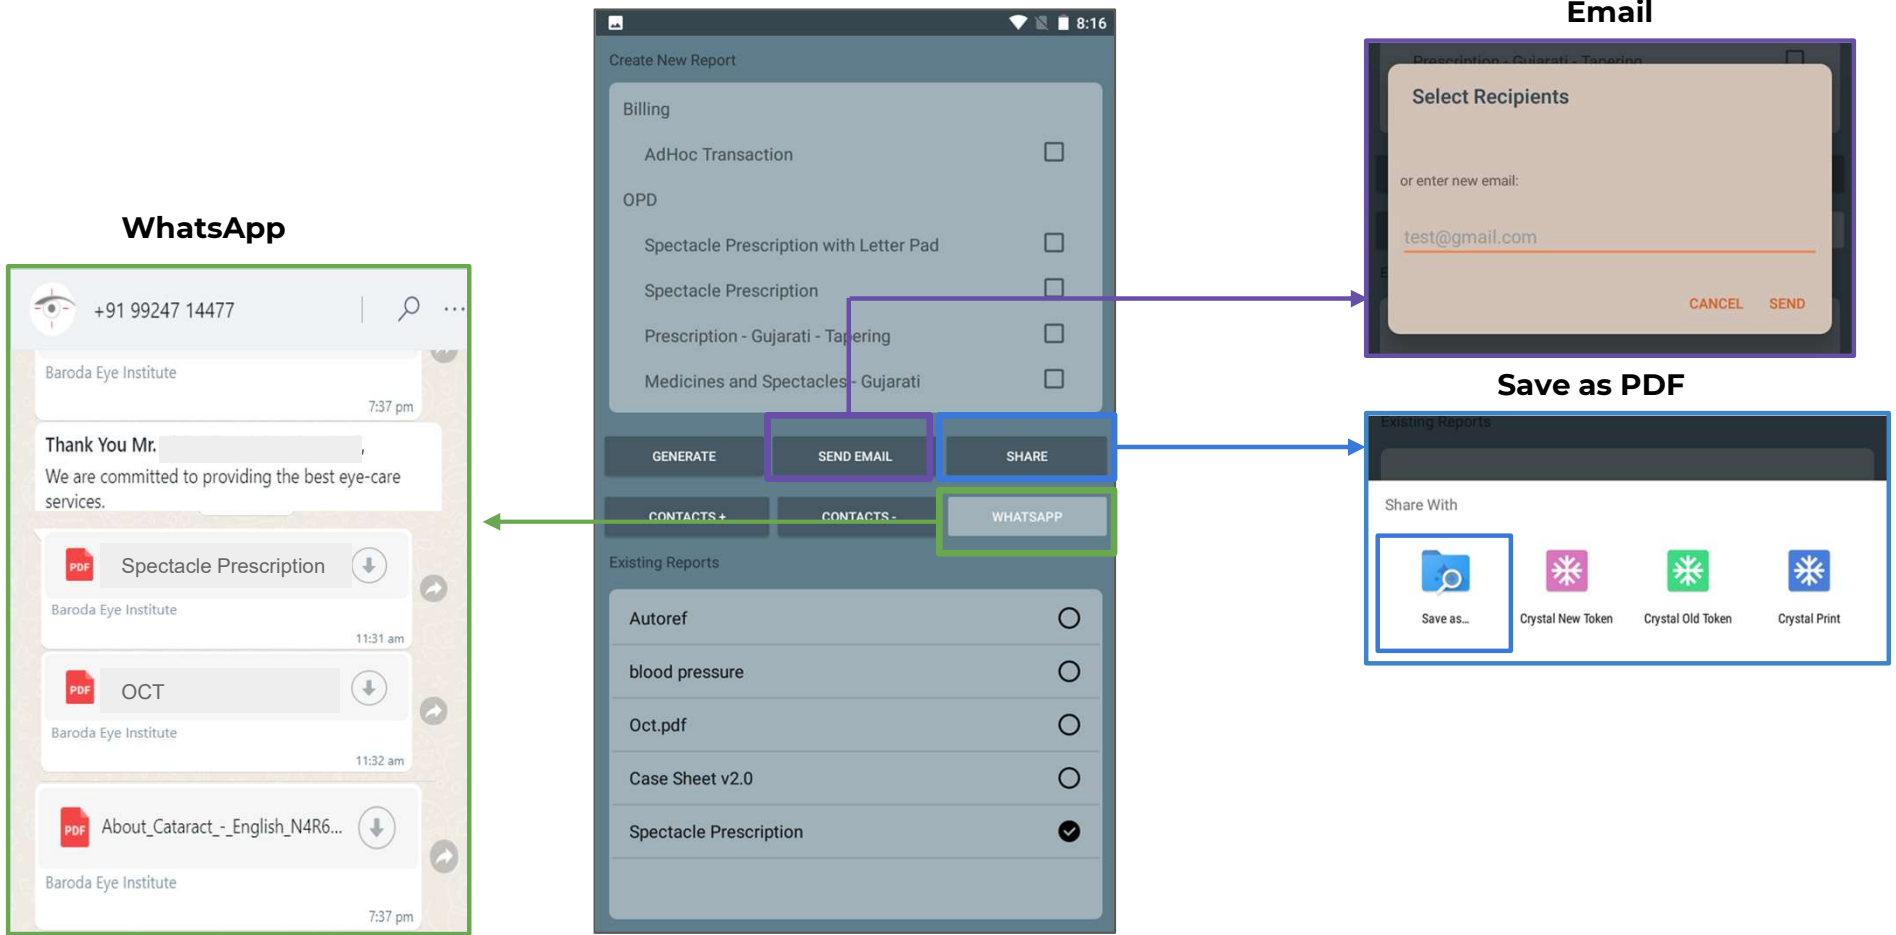 WhatsApp
+91 99247 14477
Baroda Eye Institute
7:37 pm
Thank You Mr. ,
We are committed to providing the best eye-care
services.
PDF Spectacle Prescription
Baroda Eye Institute
11:31 am
PDF OCT
Baroda Eye Institute
11:32 am
PDF About_Cataract_-_English_N4R6...
Baroda Eye Institute
7:37 pm
8:16
Create New Report
Billing
AdHoc Transaction
OPD
Spectacle Prescription with Letter Pad
Spectacle Prescription
Prescription - Gujarati - Tapering
Medicines and Spectacles - Gujarati
GENERATE SEND EMAIL SHARE
CONTACTS + CONTACTS - WHATSAPP
Existing Reports
Autoref
blood pressure
Oct.pdf
Case Sheet v2.0
Spectacle Prescription
Email
Prescription - Gujarati - Tapering
Select Recipients
or enter new email:
test@gmail.com
CANCEL SEND
Save as PDF
Existing Reports
Share With
Save as... Crystal New Token Crystal Old Token Crystal Print